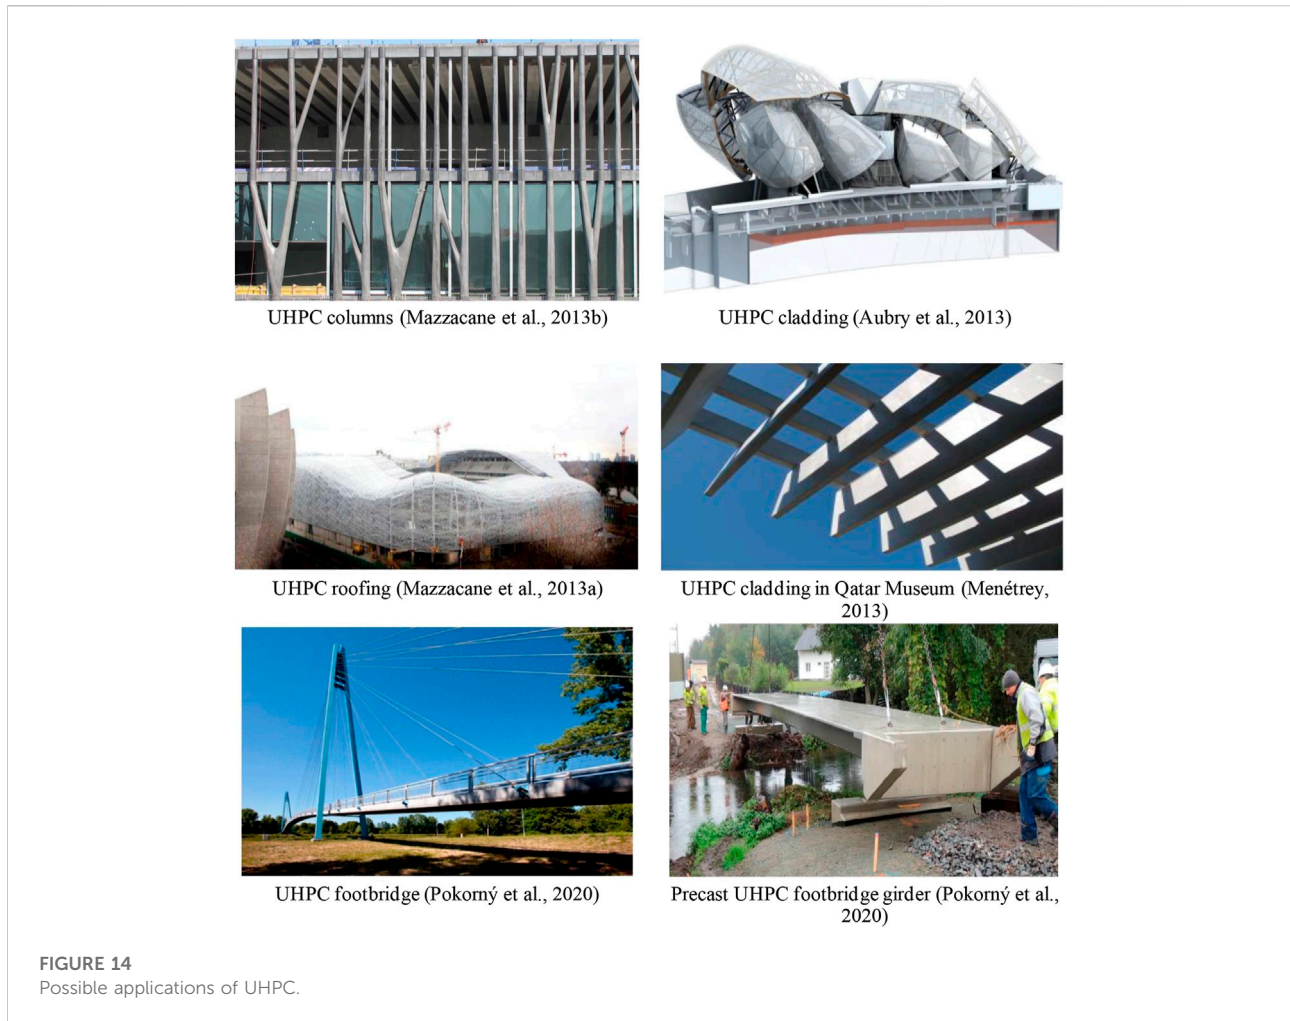 UHPC columns (Mazzacane et al., 2013b)
UHPC cladding (Aubry et al., 2013)
UHPC roofing (Mazzacane et al., 2013a)
UHPC cladding in Qatar Museum (Menétrey,
2013)
UHPC footbridge (Pokorný et al., 2020)
Precast UHPC footbridge girder (Pokorný et al.,
2020)
FIGURE 14
Possible applications of UHPC.